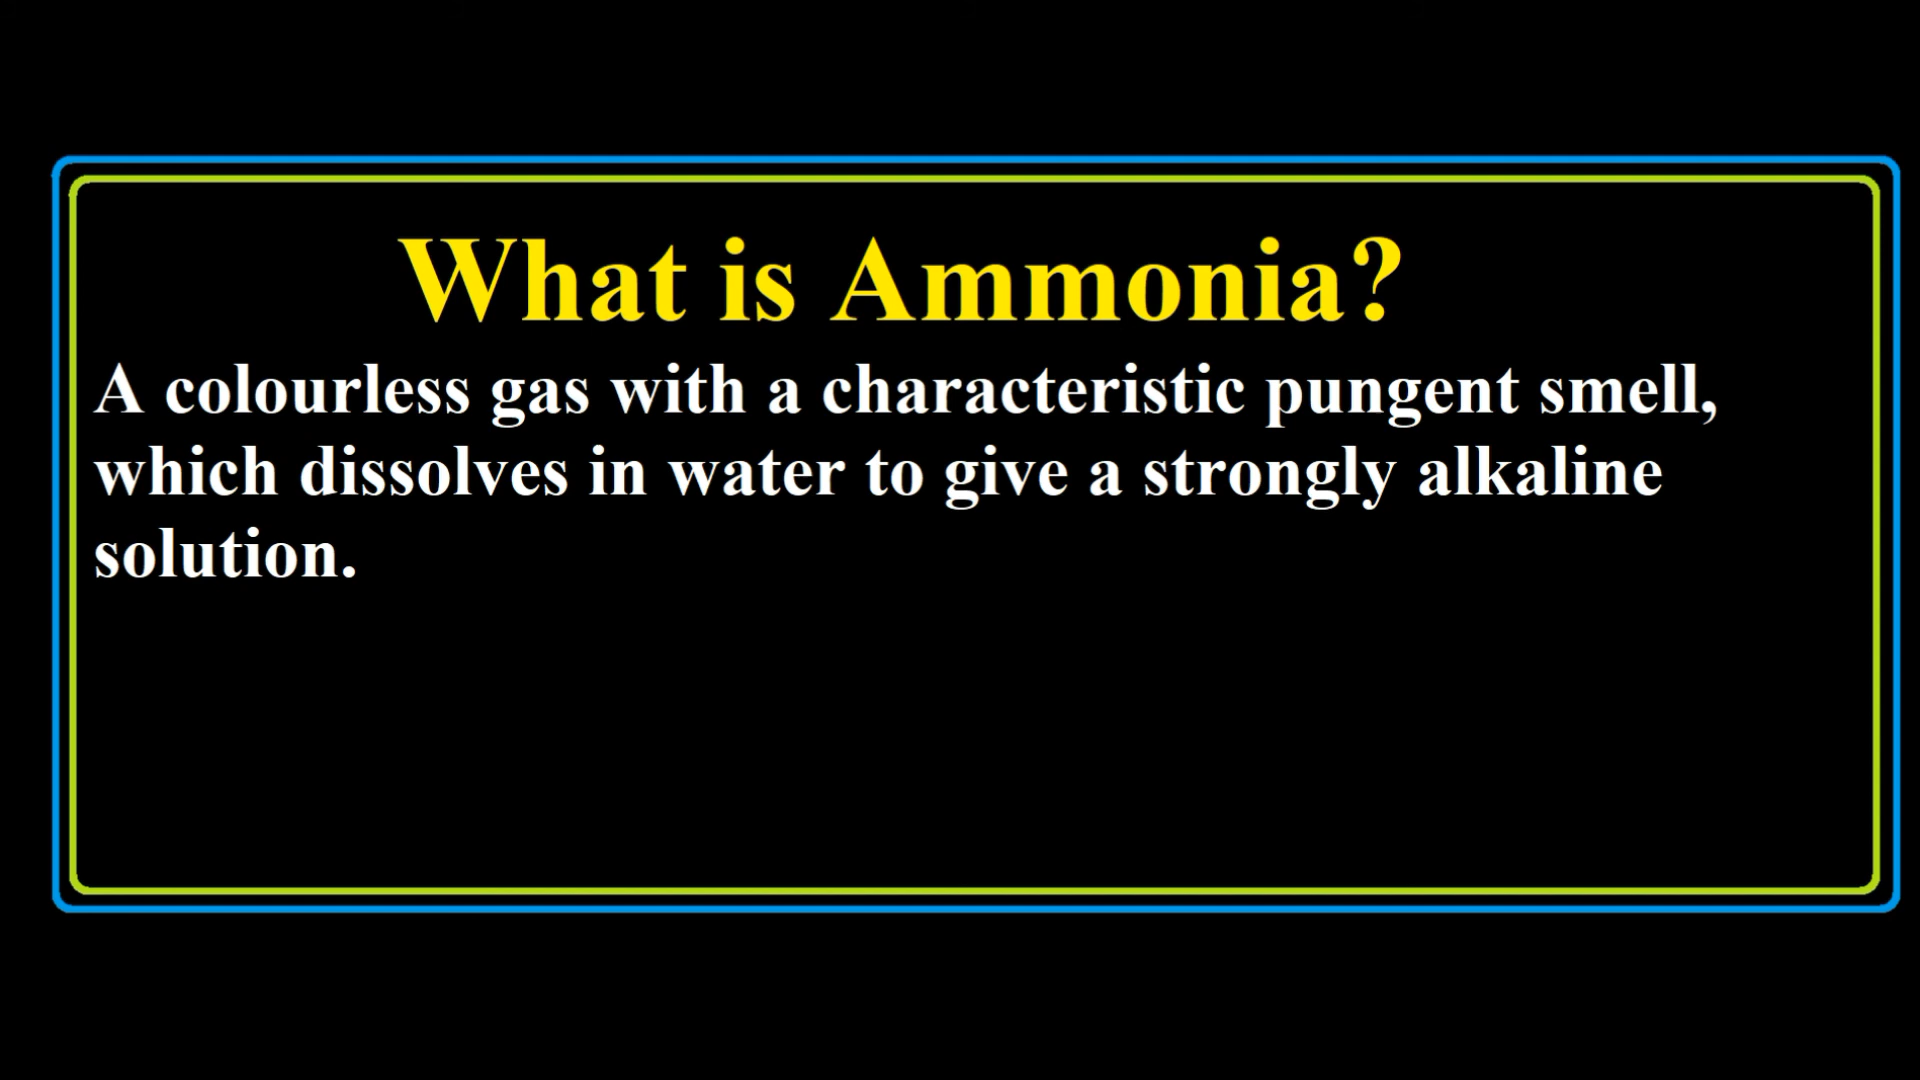 What is Ammonia?
A colourless gas with a characteristic pungent smell,
which dissolves in water to give a strongly alkaline
solution.